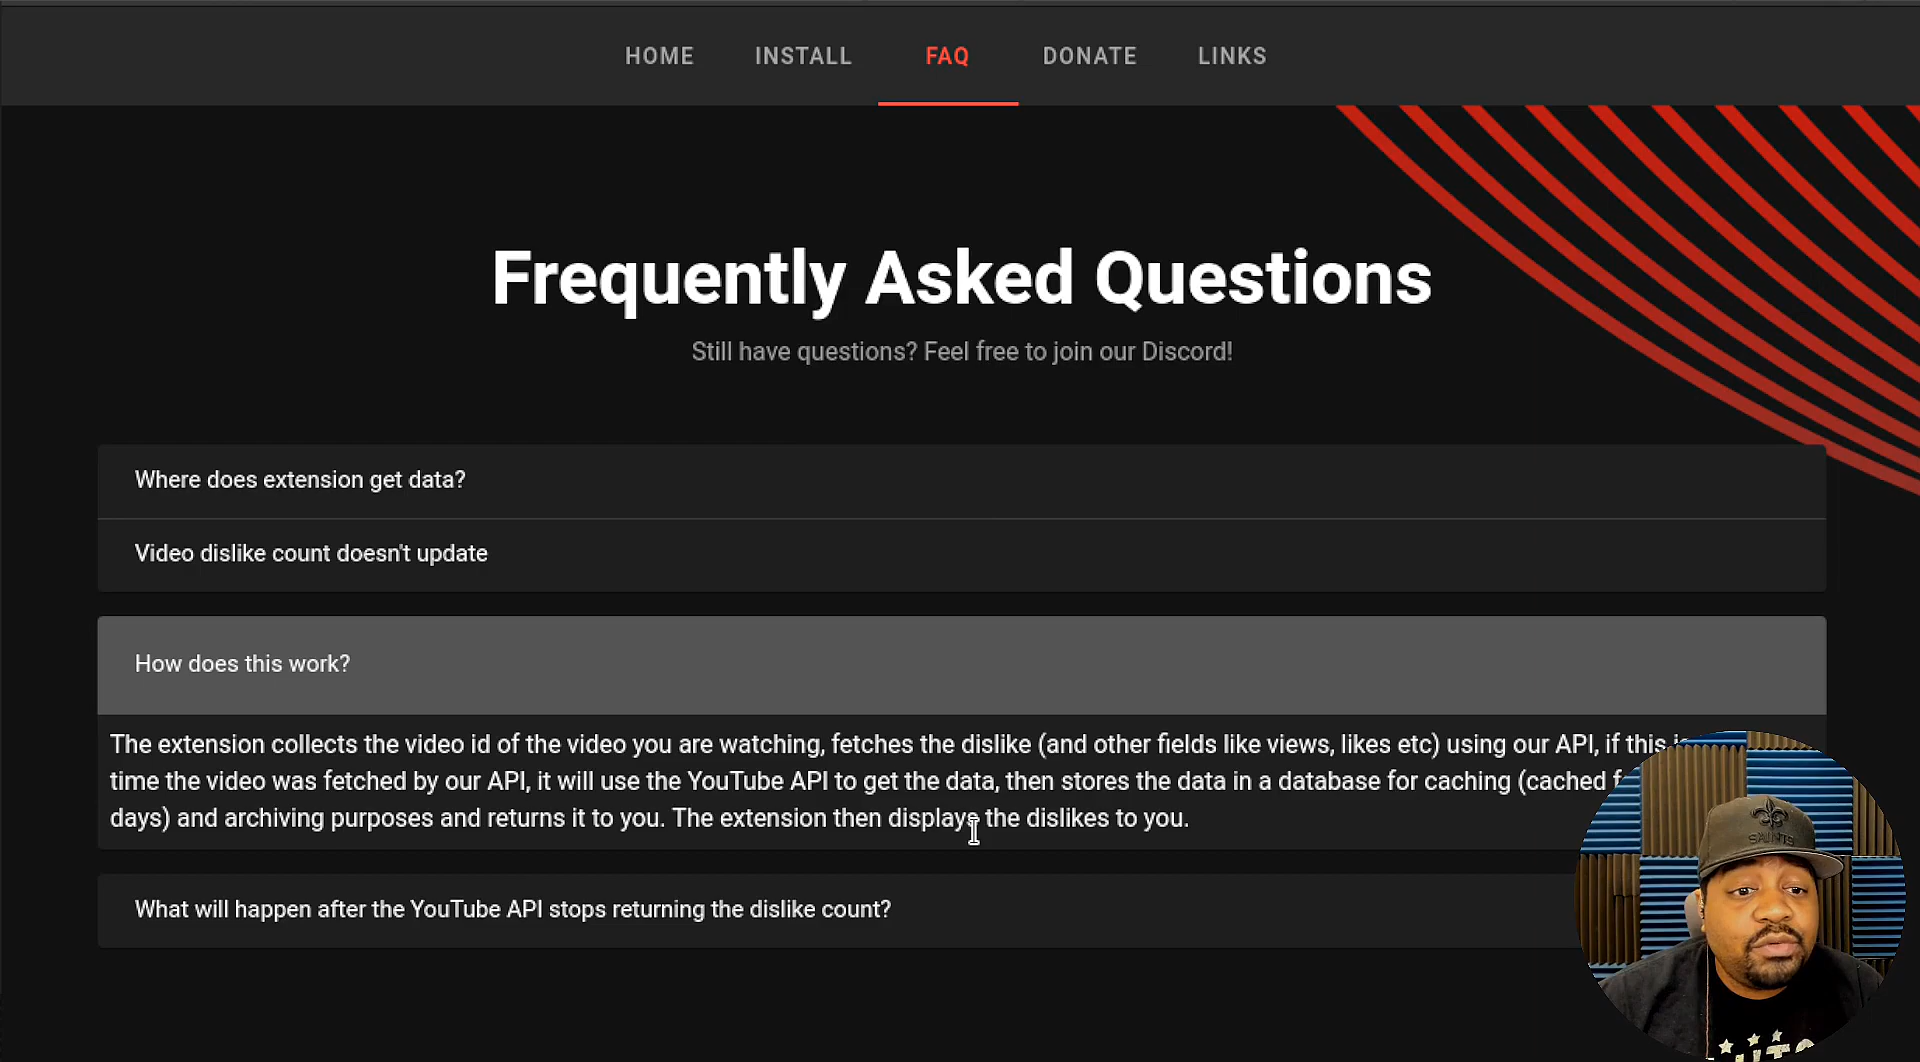 HOME INSTALL FAQ DONATE LINKS
Frequently Asked Questions
Still have questions? Feel free to join our Discord!
Where does extension get data?
Video dislike count doesn't update
How does this work?
The extension collects the video id of the video you are watching, fetches the dislike (and other fields like views, likes etc) using our API, if this
time the video was fetched by our API, it will use the YouTube API to get the data, then stores the data in a database for caching (cached
days) and archiving purposes and returns it to you. The extension then displays the dislikes to you.
What will happen after the YouTube API stops returning the dislike count?
SAINTS